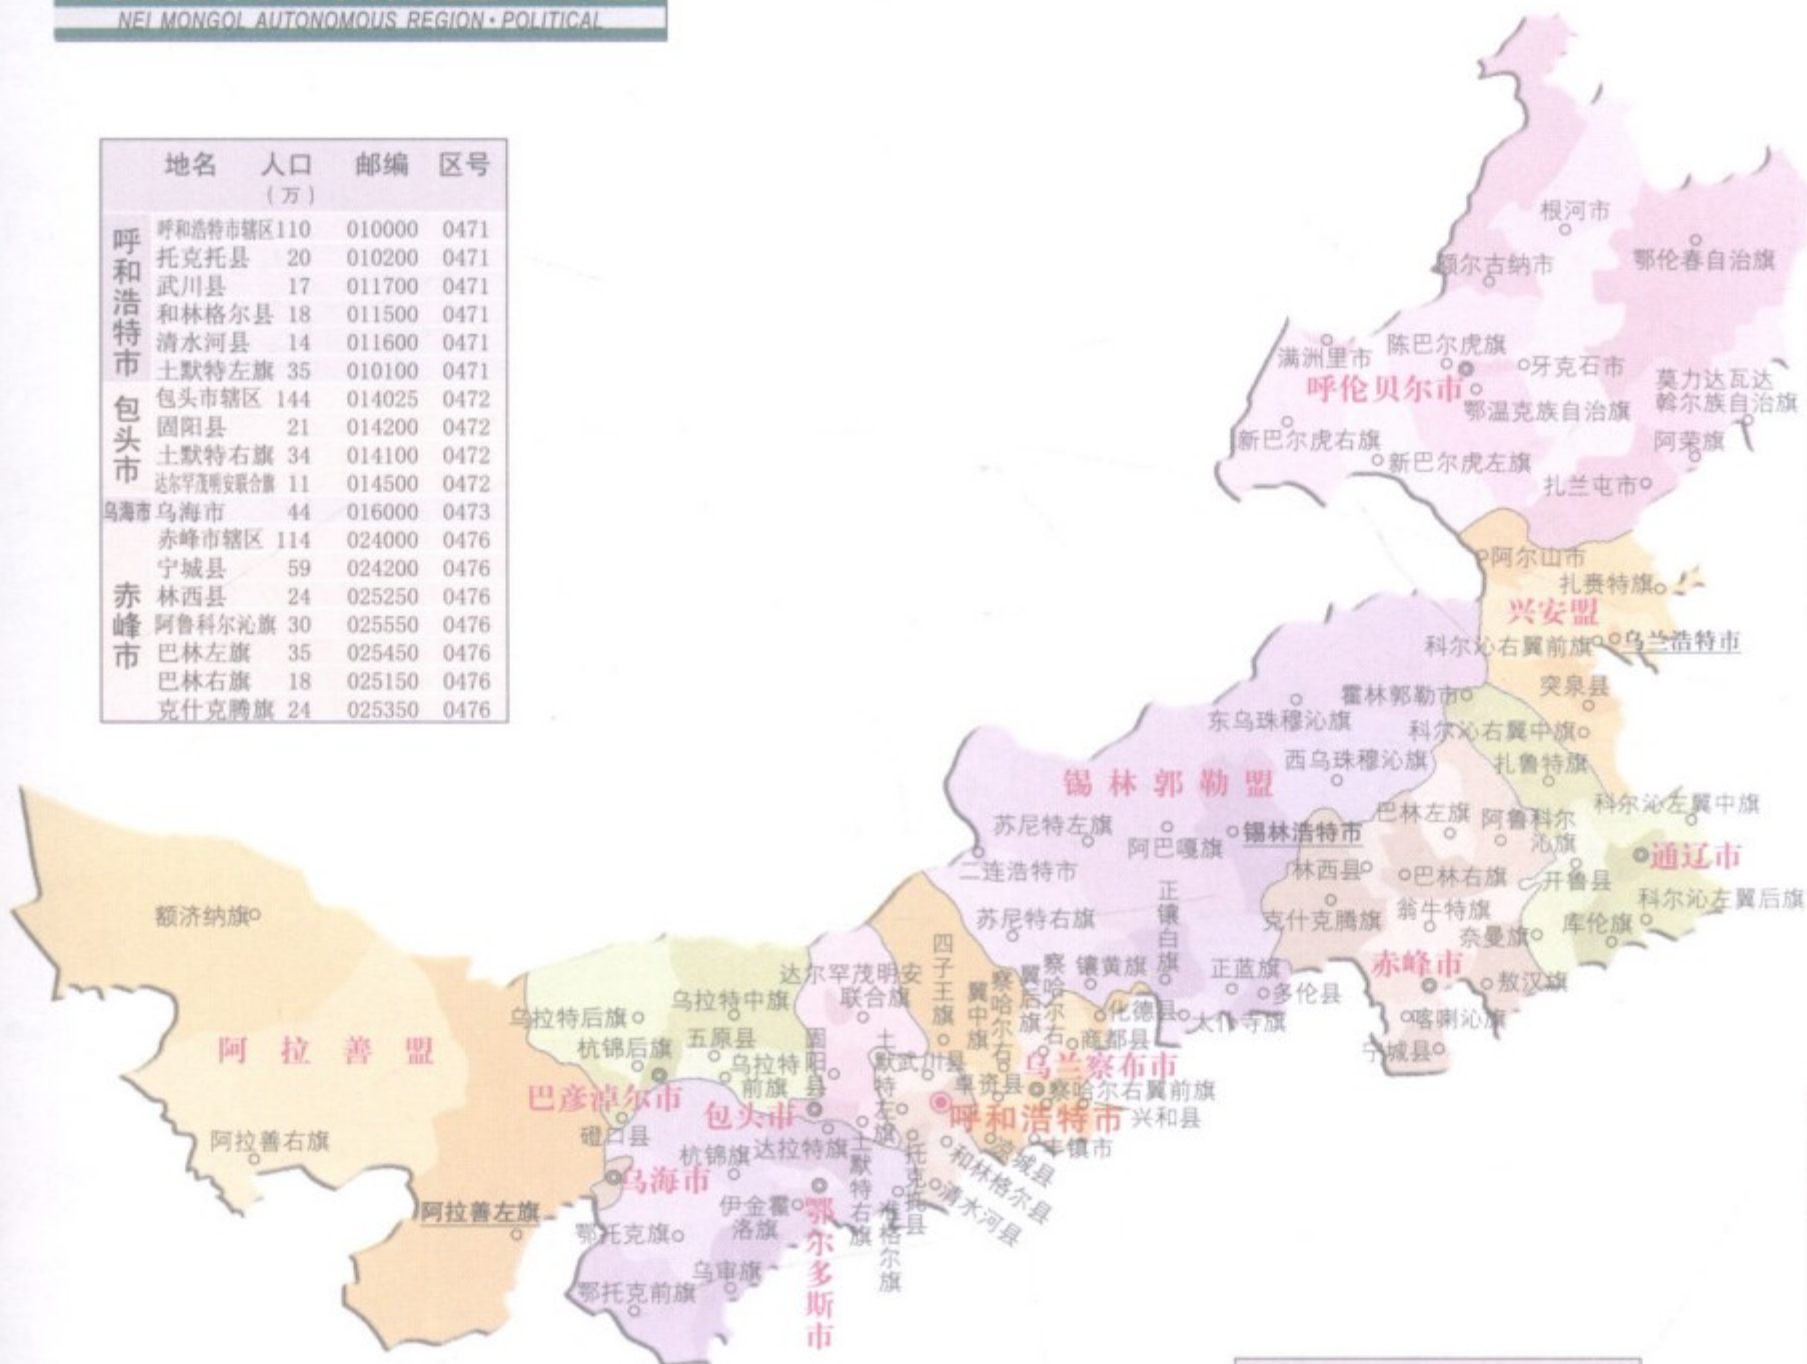 NEI MONGOL AUTONOMOUS REGION • POLITICAL
地名 人口 邮编 区号
(万)
呼和浩特市
呼和浩特市辖区 110 010000 0471
托克托县 20 010200 0471
武川县 17 011700 0471
和林格尔县 18 011500 0471
清水河县 14 011600 0471
土默特左旗 35 010100 0471
包头市
包头市辖区 144 014025 0472
固阳县 21 014200 0472
土默特右旗 34 014100 0472
达尔罕茂明安联合旗 11 014500 0472
乌海市 乌海市 44 016000 0473
赤峰市
赤峰市辖区 114 024000 0476
宁城县 59 024200 0476
林西县 24 025250 0476
阿鲁科尔沁旗 30 025550 0476
巴林左旗 35 025450 0476
巴林右旗 18 025150 0476
克什克腾旗 24 025350 0476
根河市
额尔古纳市
鄂伦春自治旗
满洲里市
陈巴尔虎旗
牙克石市
呼伦贝尔市
莫力达瓦达
斡尔族自治旗
鄂温克族自治旗
新巴尔虎右旗
阿荣旗
新巴尔虎左旗
扎兰屯市
阿尔山市
扎赉特旗
兴安盟
科尔沁右翼前旗
乌兰浩特市
突泉县
霍林郭勒市
东乌珠穆沁旗
科尔沁右翼中旗
西乌珠穆沁旗
扎鲁特旗
锡林郭勒盟
科尔沁左翼中旗
巴林左旗
阿鲁科尔
沁旗
苏尼特左旗
阿巴嘎旗
锡林浩特市
通辽市
二连浩特市
林西县
巴林右旗
开鲁县
正镶白旗
科尔沁左翼后旗
苏尼特右旗
克什克腾旗
翁牛特旗
奈曼旗
库伦旗
额济纳旗
四子王旗
赤峰市
达尔罕茂明安
联合旗
察哈尔右
翼中旗
察哈尔右
翼后旗
镶黄旗
正蓝旗
多伦县
敖汉旗
乌拉特后旗
乌拉特中旗
化德县
太仆寺旗
喀喇沁旗
阿拉善盟
杭锦后旗
五原县
固阳县
商都县
宁城县
乌拉特
前旗
土默特左旗
武川县
卓资县
乌兰察布市
察哈尔右翼前旗
巴彦淖尔市
包头市
呼和浩特市
兴和县
阿拉善右旗
磴口县
杭锦旗
达拉特旗
土默特右旗
托克托县
和林格尔县
凉城县
丰镇市
乌海市
清水河县
阿拉善左旗
伊金霍
洛旗
鄂尔多斯市
准格尔旗
鄂托克旗
乌审旗
鄂托克前旗